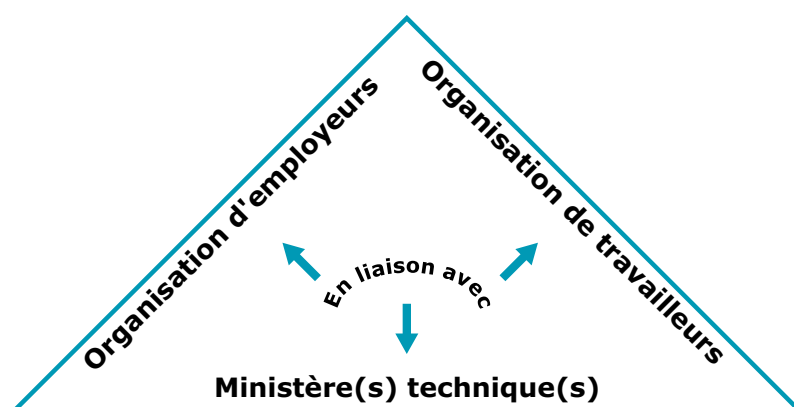 Organisation d'employeurs
Organisation de travailleurs
En liaison avec
Ministère(s) technique(s)